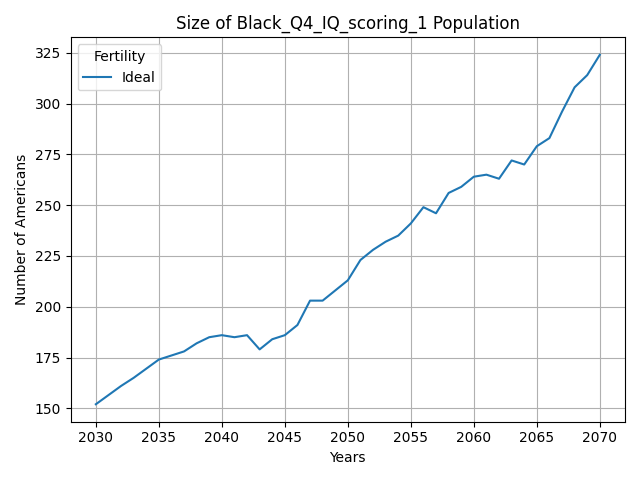 Size of Black_Q4_IQ_scoring_1 Population
Fertility
Ideal
325
300
275
250
225
200
175
150
Number of Americans
2030 2035 2040 2045 2050 2055 2060 2065 2070
Years